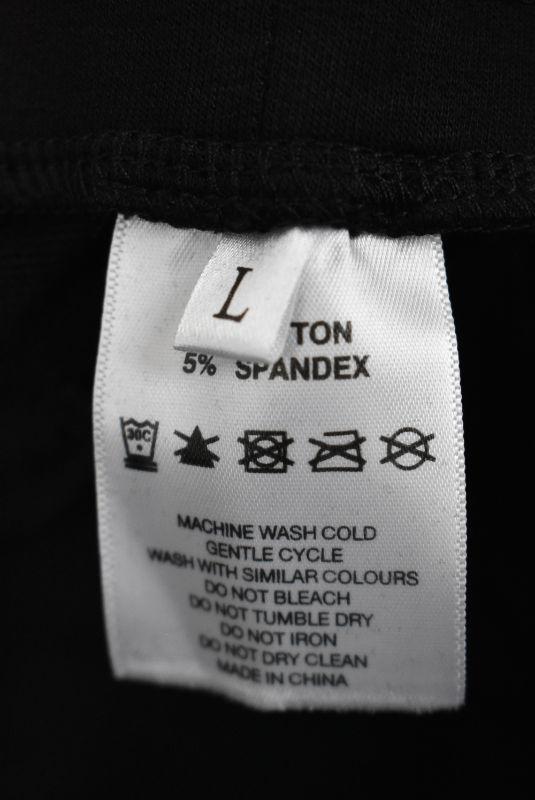 L
TON
5% SPANDEX
30C
MACHINE WASH COLD
GENTLE CYCLE
WASH WITH SIMILAR COLOURS
DO NOT BLEACH
DO NOT TUMBLE DRY
DO NOT IRON
DO NOT DRY CLEAN
MADE IN CHINA